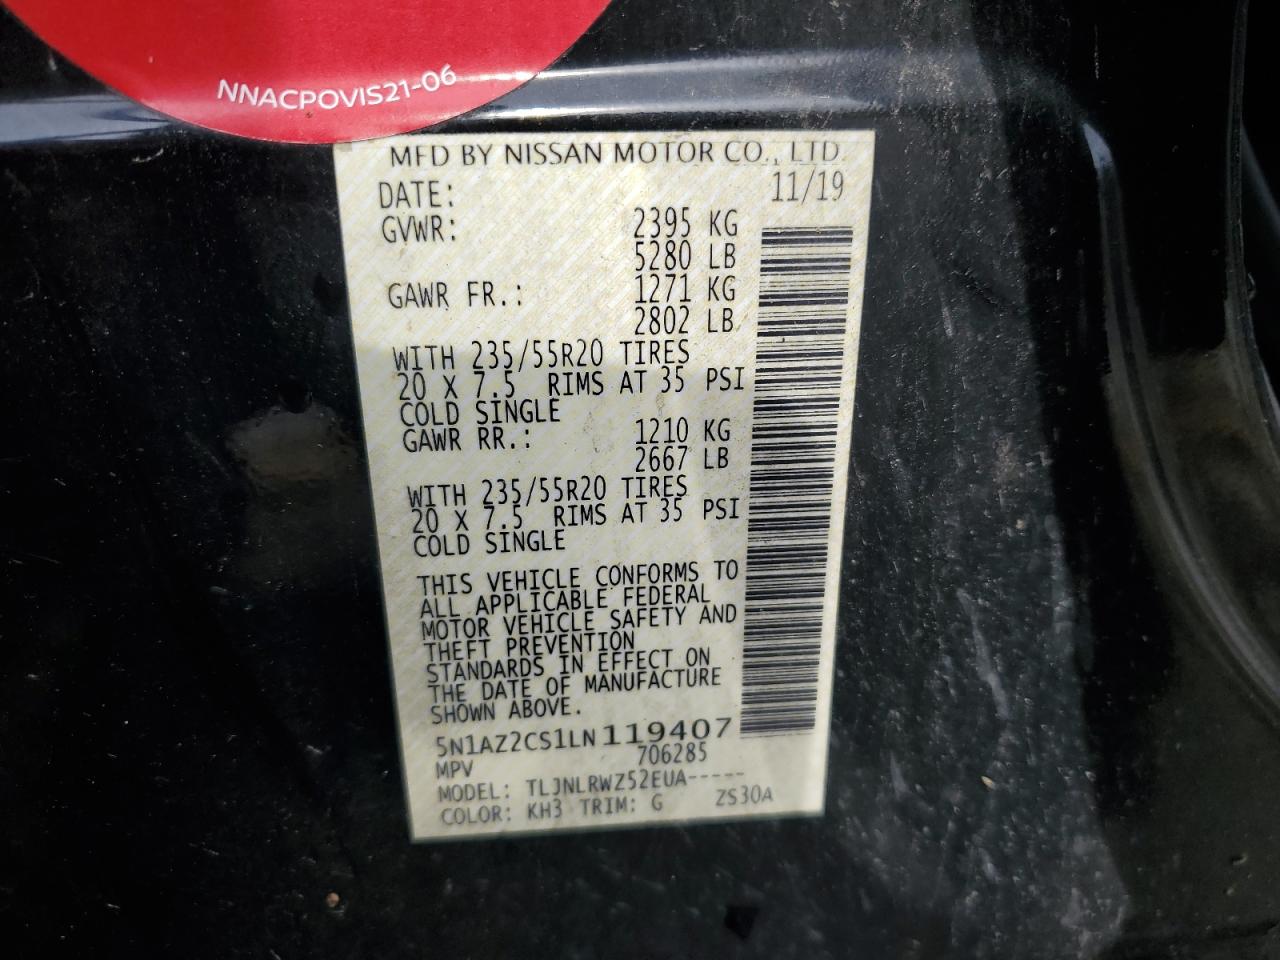 NNACPOVIS21-06
MFD BY NISSAN MOTOR CO., LTD.
DATE: 11/19
GVWR: 2395 KG
5280 LB
GAWR FR.: 1271 KG
2802 LB
WITH 235/55R20 TIRES
20 X 7.5 RIMS AT 35 PSI
COLD SINGLE
GAWR RR.: 1210 KG
2667 LB
WITH 235/55R20 TIRES
20 X 7.5 RIMS AT 35 PSI
COLD SINGLE
THIS VEHICLE CONFORMS TO
ALL APPLICABLE FEDERAL
MOTOR VEHICLE SAFETY AND
THEFT PREVENTION
STANDARDS IN EFFECT ON
THE DATE OF MANUFACTURE
SHOWN ABOVE.
5N1AZ2CS1LN119407
MPV 706285
MODEL: TLJNLRWZ52EUA-----
COLOR: KH3 TRIM: G ZS30A